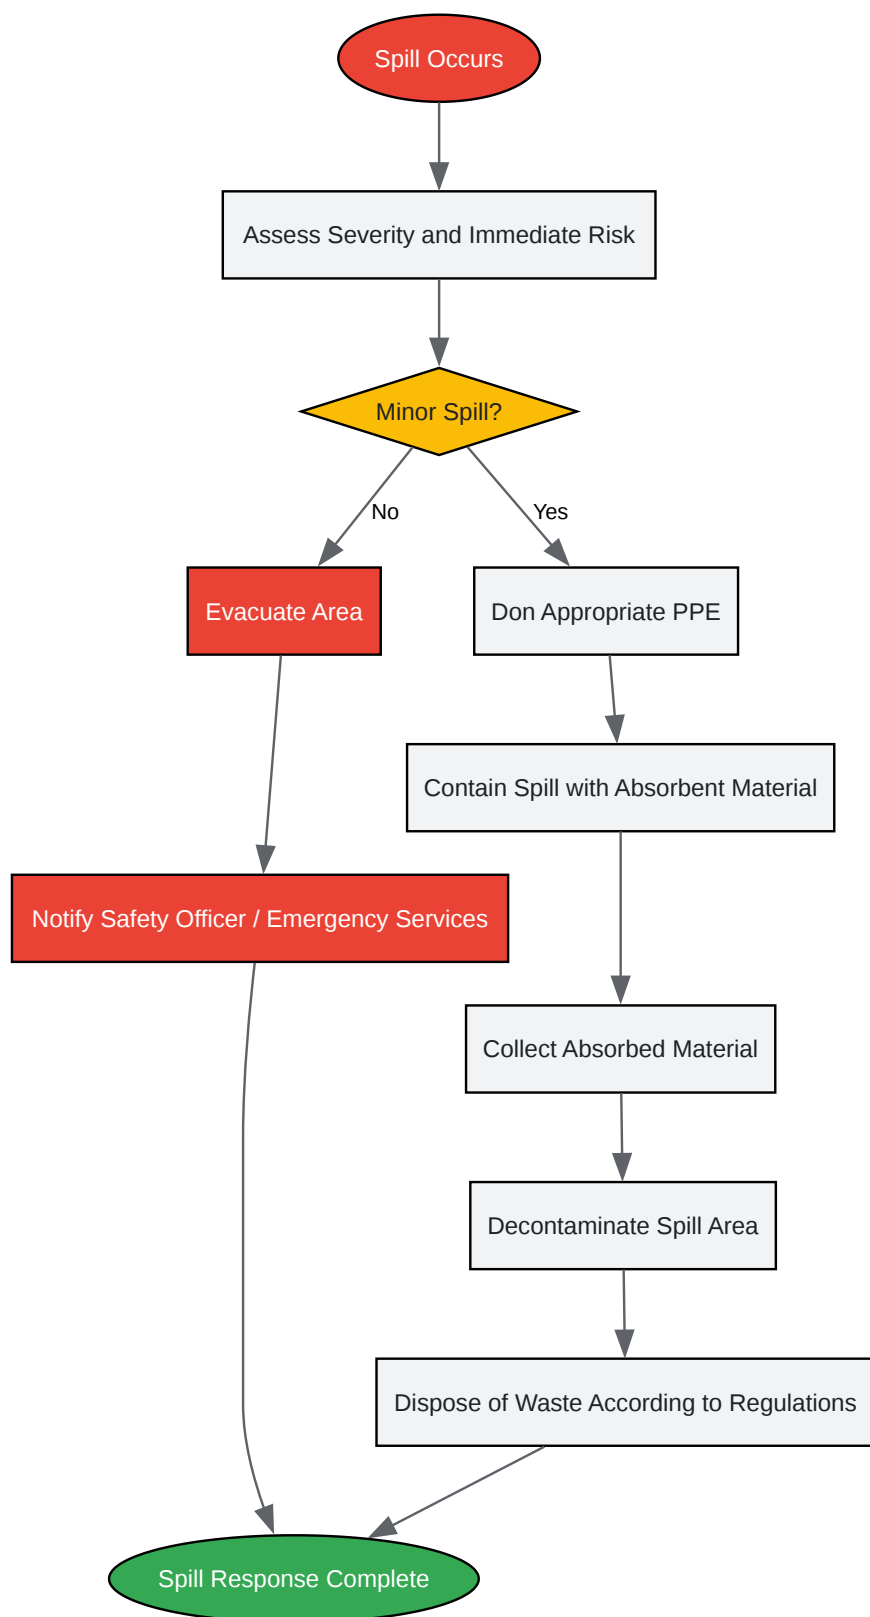 Spill Occurs
Assess Severity and Immediate Risk
Minor Spill?
No
Yes
Evacuate Area
Don Appropriate PPE
Contain Spill with Absorbent Material
Notify Safety Officer / Emergency Services
Collect Absorbed Material
Decontaminate Spill Area
Dispose of Waste According to Regulations
Spill Response Complete